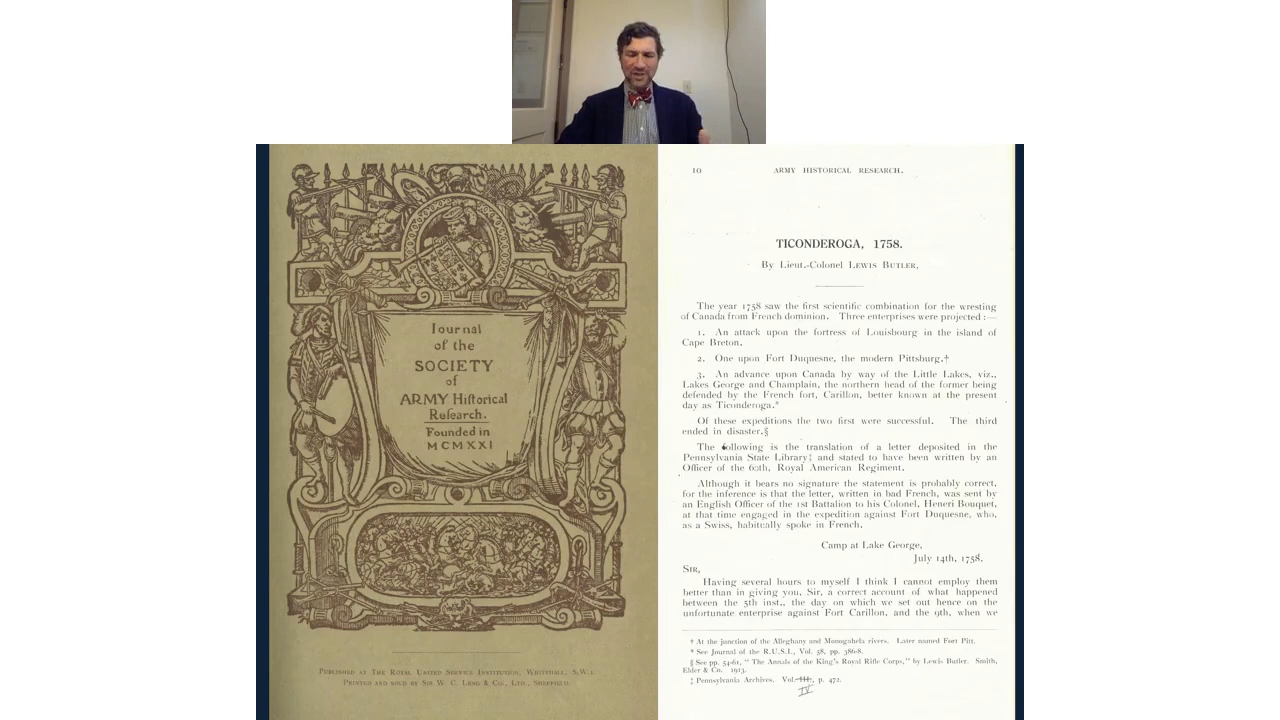 Journal
of the
SOCIETY
of
ARMY Historical
Research.
Founded in
MCMXXI
PUBLISHED AT THE ROYAL UNITED SERVICE INSTITUTION, WHITEHALL, S.W.1.
PRINTED AND SOLD BY SIR W. C. LENG & CO., LTD., SHEFFIELD.
10 ARMY HISTORICAL RESEARCH.
TICONDEROGA, 1758.
By Lieut.-Colonel LEWIS BUTLER,
The year 1758 saw the first scientific combination for the wresting
of Canada from French dominion. Three enterprises were projected :—
1. An attack upon the fortress of Louisbourg in the island of
Cape Breton.
2. One upon Fort Duquesne, the modern Pittsburg.†
3. An advance upon Canada by way of the Little Lakes, viz.,
Lakes George and Champlain, the northern head of the former being
defended by the French fort, Carillon, better known at the present
day as Ticonderoga.*
Of these expeditions the two first were successful. The third
ended in disaster.§
The following is the translation of a letter deposited in the
Pennsylvania State Library‡ and stated to have been written by an
Officer of the 60th, Royal American Regiment.
Although it bears no signature the statement is probably correct,
for the inference is that the letter, written in bad French, was sent by
an English Officer of the 1st Battalion to his Colonel, Heneri Bouquet,
at that time engaged in the expedition against Fort Duquesne, who,
as a Swiss, habitually spoke in French.
Camp at Lake George,
July 14th, 1758.
SIR,
Having several hours to myself I think I cannot employ them
better than in giving you, Sir, a correct account of what happened
between the 5th inst., the day on which we set out hence on the
unfortunate enterprise against Fort Carillon, and the 9th, when we
† At the junction of the Alleghany and Monogahela rivers. Later named Fort Pitt.
* See Journal of the R.U.S.I., Vol. 58, pp. 386-8.
§ See pp. 54-61, "The Annals of the King's Royal Rifle Corps," by Lewis Butler. Smith,
Elder & Co. 1913.
‡ Pennsylvania Archives. Vol. III., p. 472.
IV